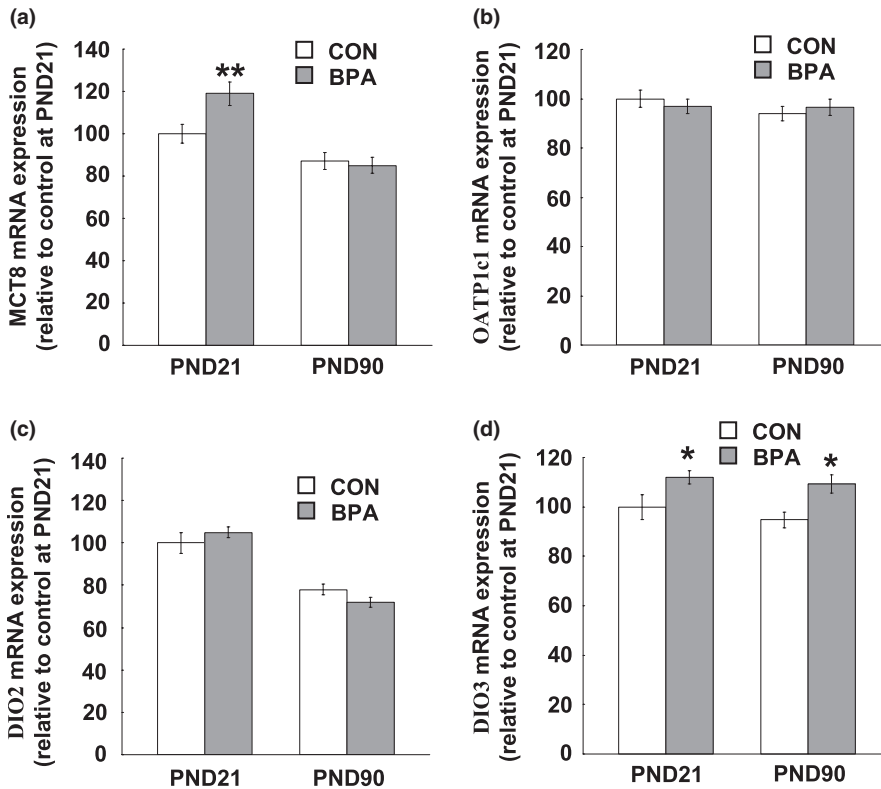 (a)
MCT8 mRNA expression
(relative to control at PND21)
140
120
100
80
60
40
20
0
CON
BPA
**
PND21
PND90
(b)
OATP1c1 mRNA expression
(relative to control at PND21)
120
100
80
60
40
20
0
CON
BPA
PND21
PND90
(c)
DIO2 mRNA expression
(relative to control at PND21)
140
120
100
80
60
40
20
0
CON
BPA
PND21
PND90
(d)
DIO3 mRNA expression
(relative to control at PND21)
120
100
80
60
40
20
0
CON
BPA
*
*
PND21
PND90